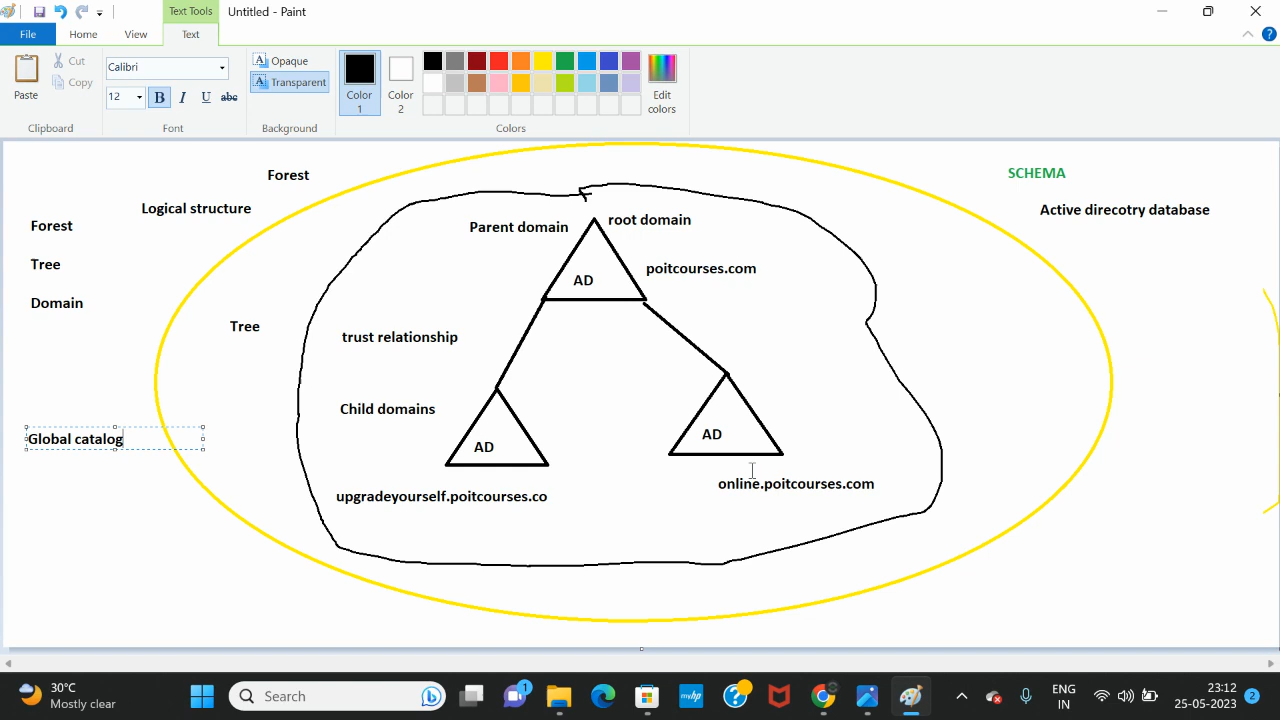 Text Tools
Untitled - Paint
File
Home
View
Text
Paste
Cut
Copy
Clipboard
Calibri
12
B I U abc
Font
Opaque
Transparent
Background
Color
1
Color
2
Edit
colors
Colors
Forest
SCHEMA
Logical structure
Active direcotry database
Forest
Parent domain
root domain
Tree
poitcourses.com
AD
Domain
Tree
trust relationship
Child domains
Global catalog
AD
AD
online.poitcourses.com
upgradeyourself.poitcourses.co
30°C
Mostly clear
Search
1
myhp
ENG
IN
23:12
25-05-2023
2